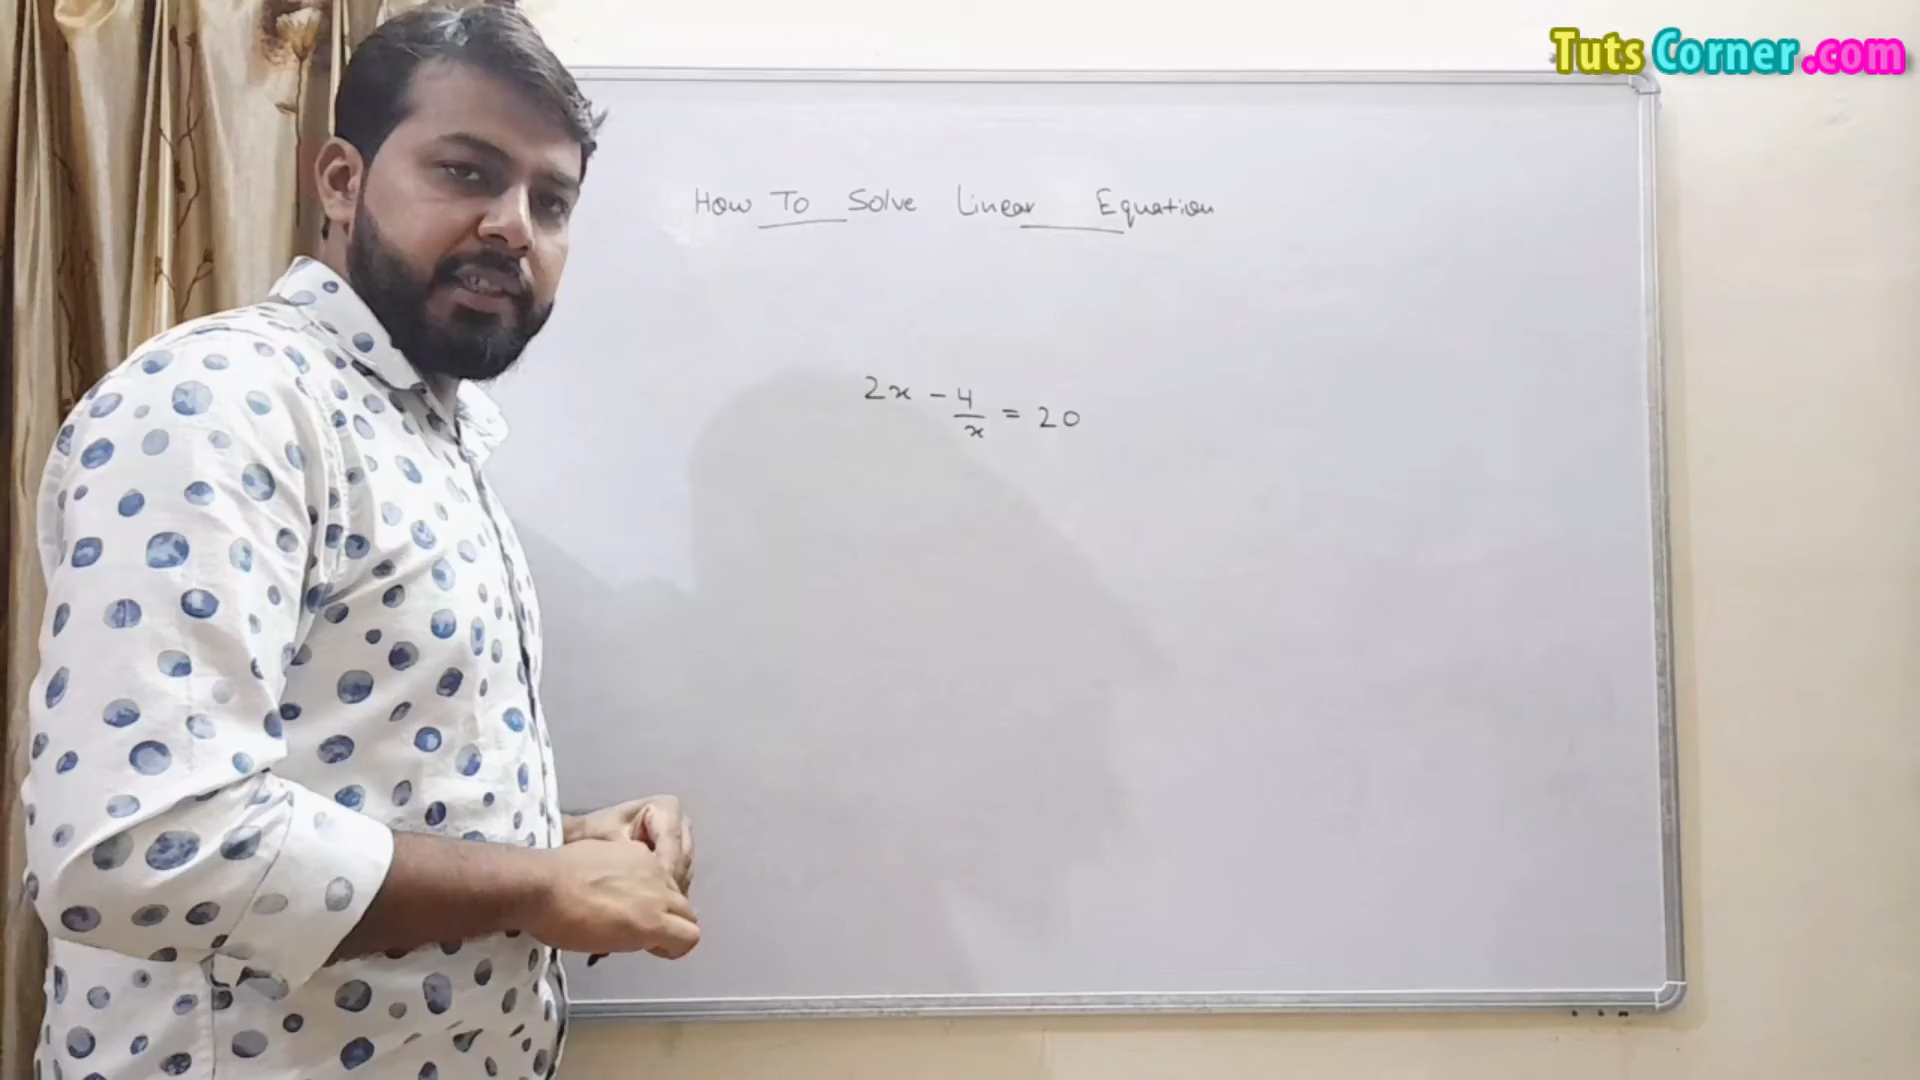 Tuts Corner.com
How To Solve Linear Equation
2x - 4/x = 20